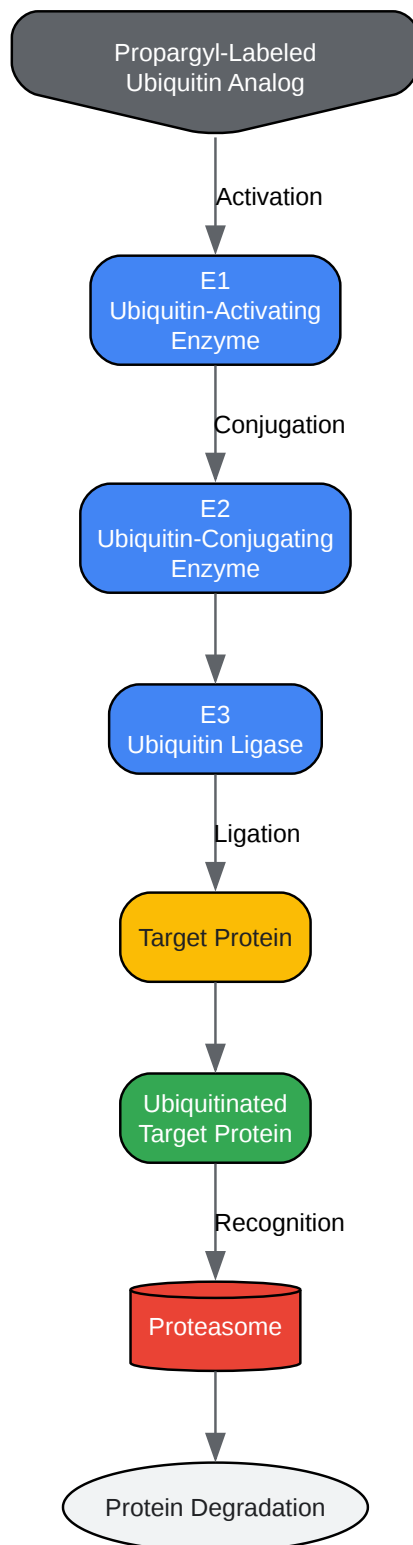 Propargyl-Labeled
Ubiquitin Analog
Activation
E1
Ubiquitin-Activating
Enzyme
Conjugation
E2
Ubiquitin-Conjugating
Enzyme
E3
Ubiquitin Ligase
Ligation
Target Protein
Ubiquitinated
Target Protein
Recognition
Proteasome
Protein Degradation